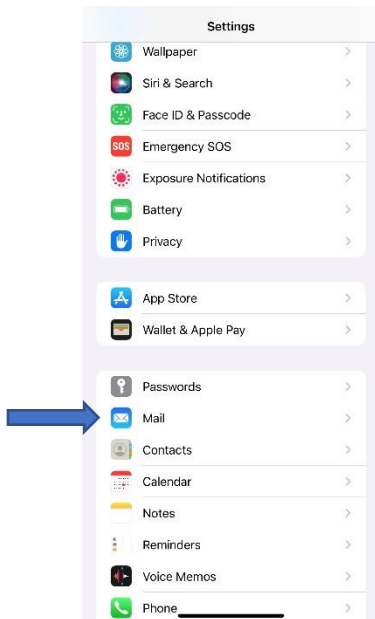 Settings
Wallpaper
Siri & Search
Face ID & Passcode
SOS Emergency SOS
Exposure Notifications
Battery
Privacy
App Store
Wallet & Apple Pay
Passwords
Mail
Contacts
Calendar
Notes
Reminders
Voice Memos
Phone